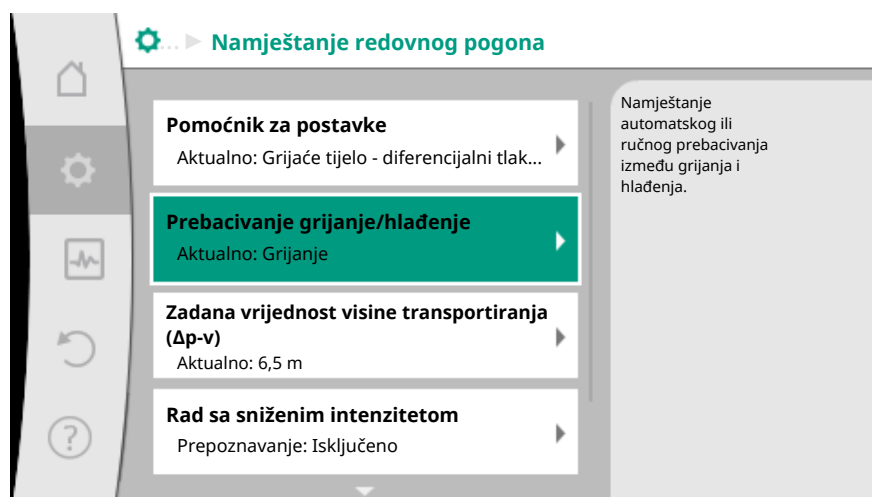 ... Namještanje redovnog pogona
Pomoćnik za postavke
Aktualno: Grijaće tijelo - diferencijalni tlak...
Prebacivanje grijanje/hlađenje
Aktualno: Grijanje
Zadana vrijednost visine transportiranja
(Δp-v)
Aktualno: 6,5 m
Rad sa sniženim intenzitetom
Prepoznavanje: Isključeno
Namještanje
automatskog ili
ručnog prebacivanja
između grijanja i
hlađenja.
?